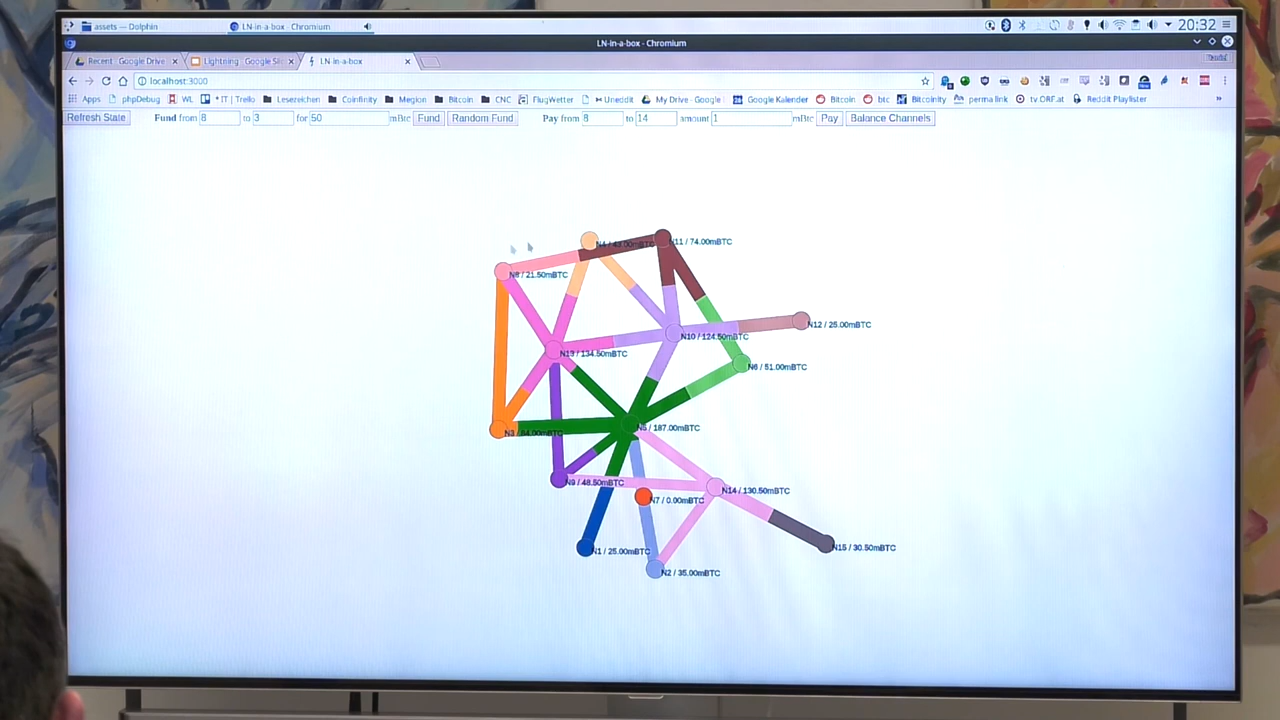 assets — Dolphin LN-in-a-box - Chromium 20:32
LN-in-a-box - Chromium
Recent Google Drive Lightning Google LN-in-a-box
localhost:3000
Apps phpDebug WL * IT | Trello Lesezeichen Coinfinity Megion Bitcoin CNC FlugWetter Uneddit My Drive - Google Google Kalender Bitcoin btc Bitcoinity perma link tv.ORF.at Reddit Playlister »
Refresh State Fund from 8 to 3 for 50 mBtc Fund Random Fund Pay from 8 to 14 amount 1 mBtc Pay Balance Channels
N11 / 74.00mBTC
N8 / 21.50mBTC
N12 / 25.00mBTC
N10 / 124.50mBTC
N13 / 134.50mBTC
N6 / 51.00mBTC
N5 / 187.00mBTC
N9 / 48.50mBTC
N14 / 130.50mBTC
N7 / 0.00mBTC
N15 / 30.50mBTC
N1 / 25.00mBTC
N2 / 35.00mBTC